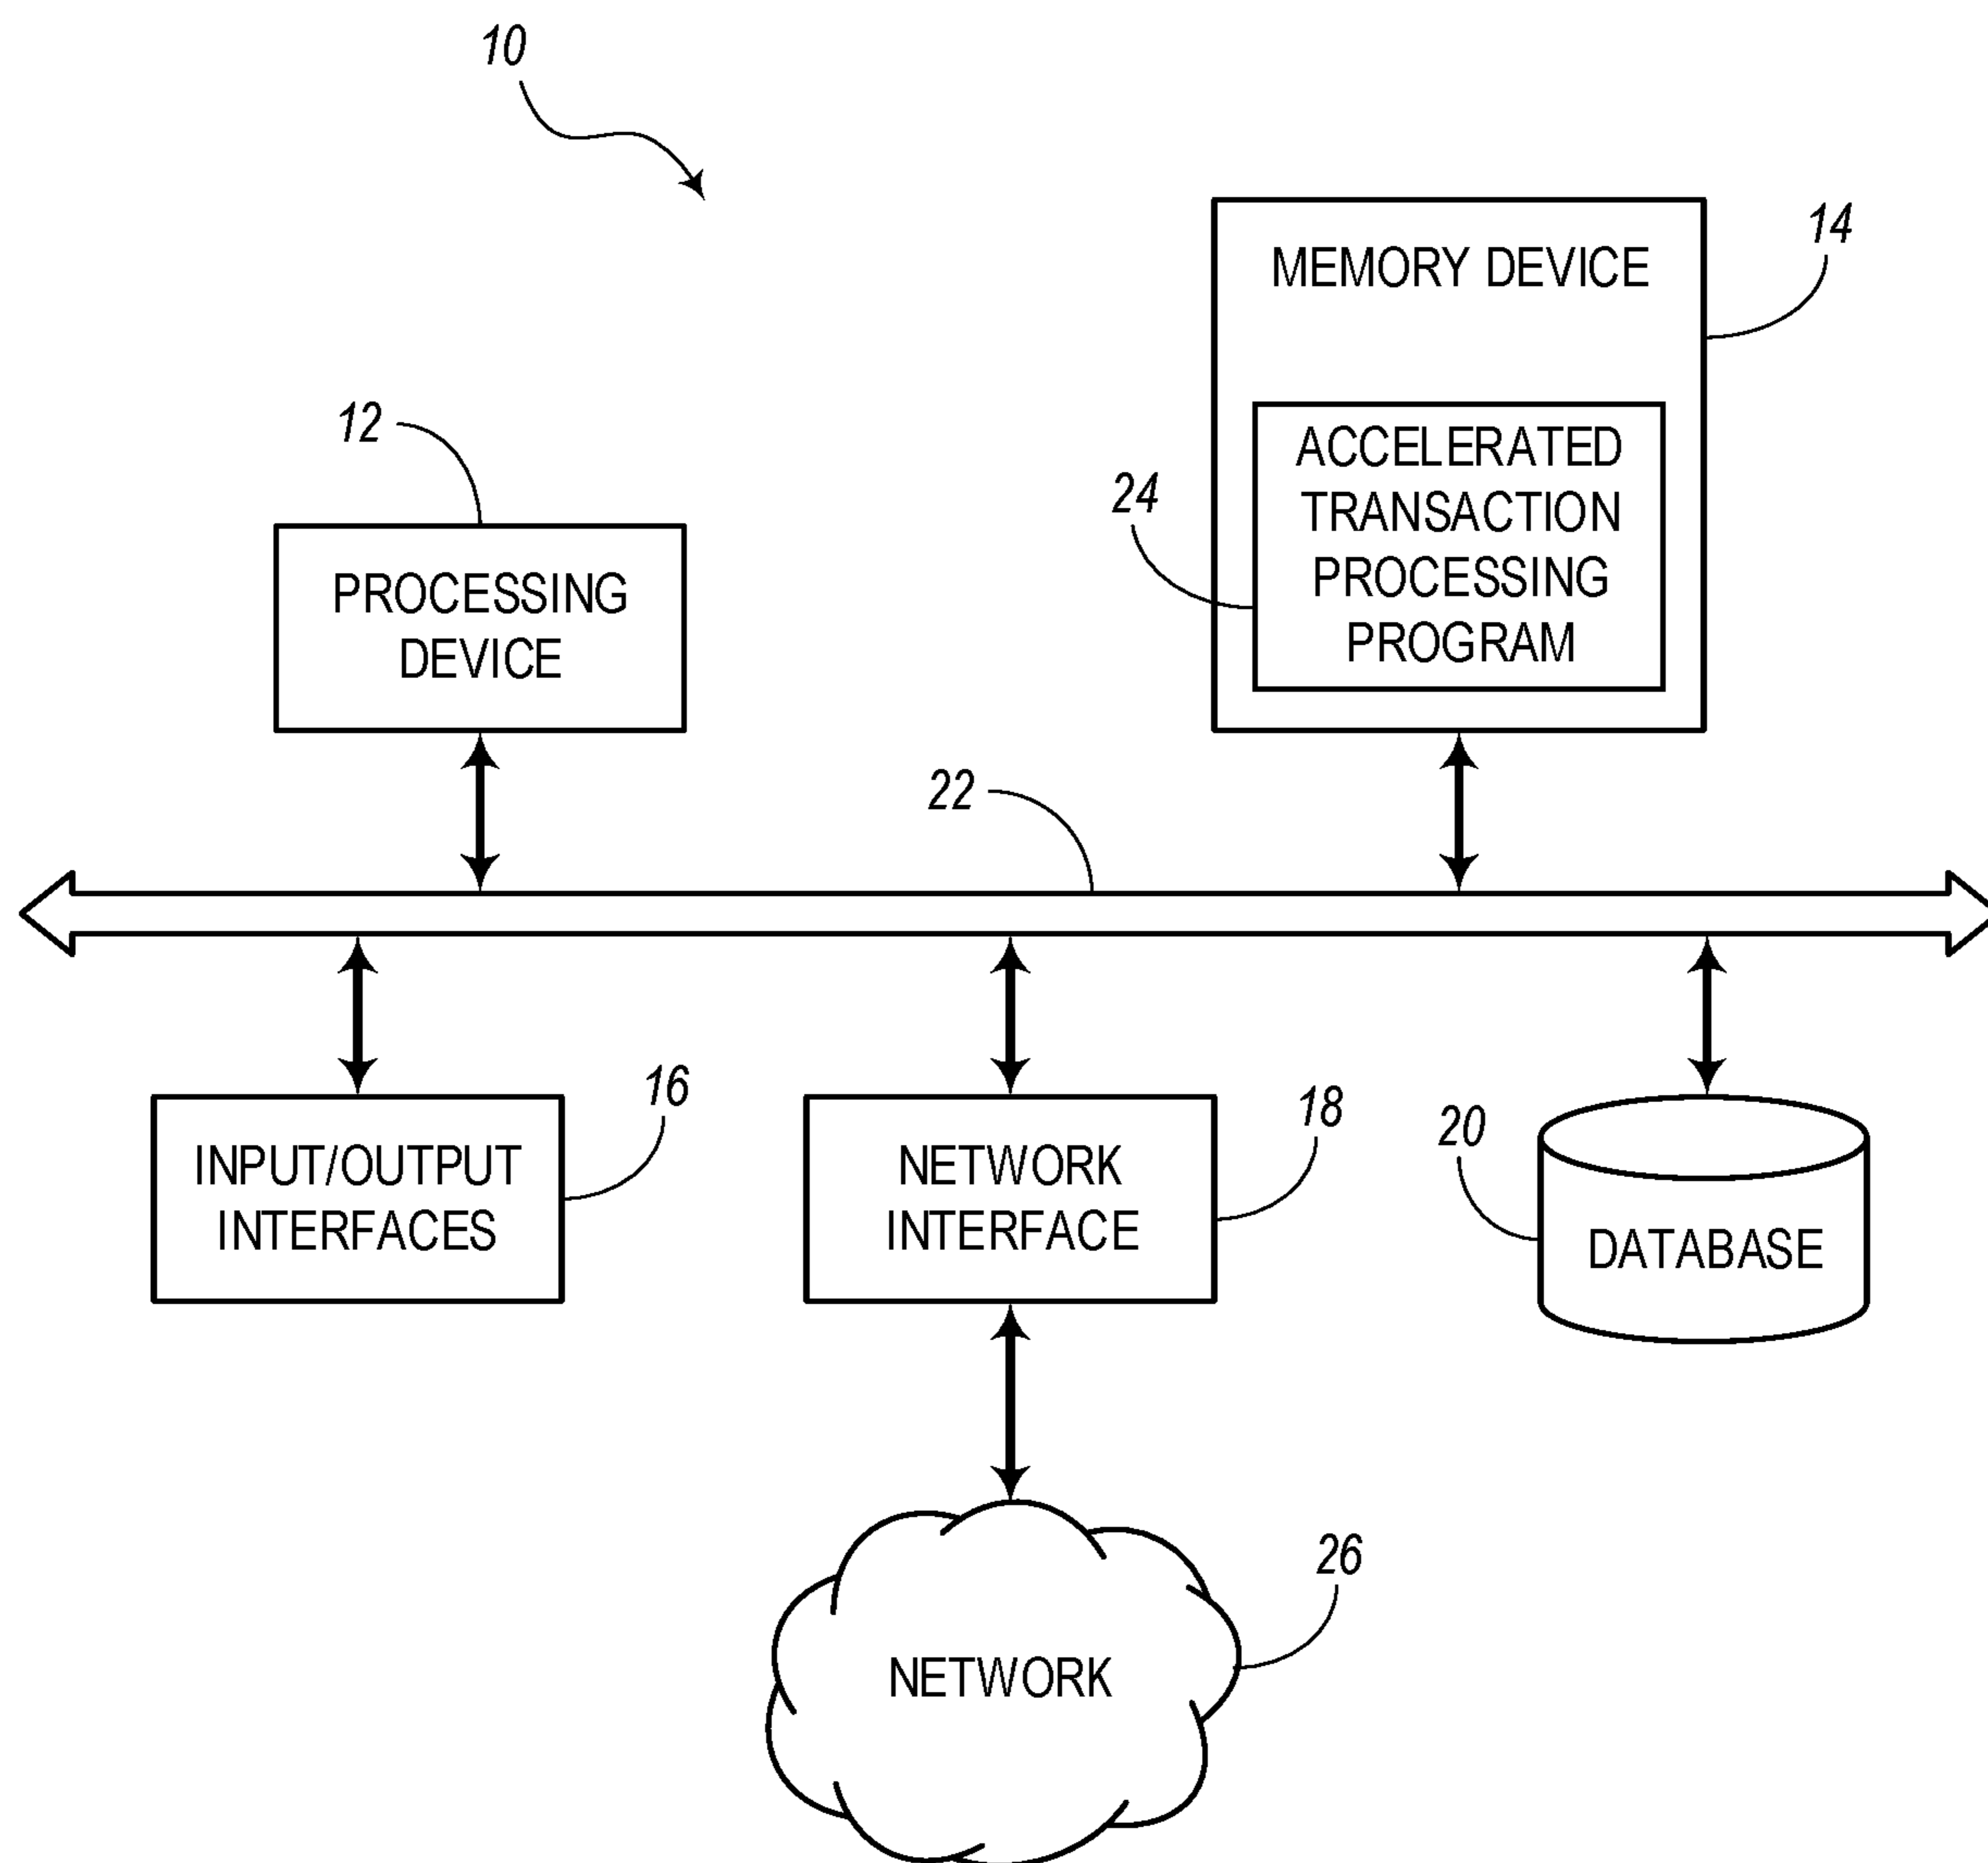 10
14
MEMORY DEVICE
12
24
ACCELERATED
TRANSACTION
PROCESSING
PROGRAM
PROCESSING
DEVICE
22
16
INPUT/OUTPUT
INTERFACES
18
NETWORK
INTERFACE
20
DATABASE
26
NETWORK